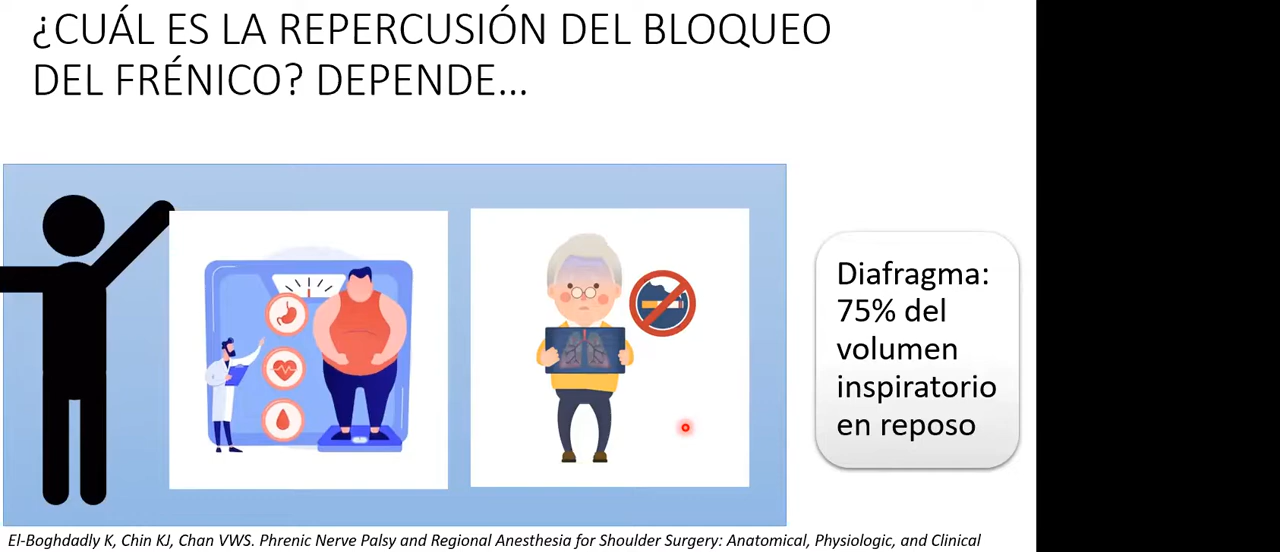 ¿CUÁL ES LA REPERCUSIÓN DEL BLOQUEO
DEL FRÉNICO? DEPENDE...
Diafragma:
75% del
volumen
inspiratorio
en reposo
El-Boghdadly K, Chin KJ, Chan VWS. Phrenic Nerve Palsy and Regional Anesthesia for Shoulder Surgery: Anatomical, Physiologic, and Clinical